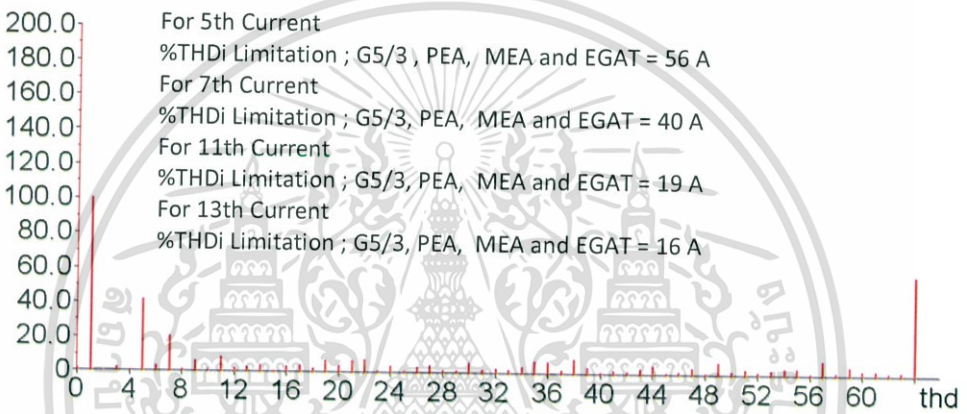 200.0
180.0
160.0
140.0
120.0
100.0
80.0
60.0
40.0
20.0
0
For 5th Current
%THDi Limitation ; G5/3 , PEA, MEA and EGAT = 56 A
For 7th Current
%THDi Limitation ; G5/3, PEA, MEA and EGAT = 40 A
For 11th Current
%THDi Limitation ; G5/3, PEA, MEA and EGAT = 19 A
For 13th Current
%THDi Limitation ; G5/3, PEA, MEA and EGAT = 16 A
0 4 8 12 16 20 24 28 32 36 40 44 48 52 56 60 thd